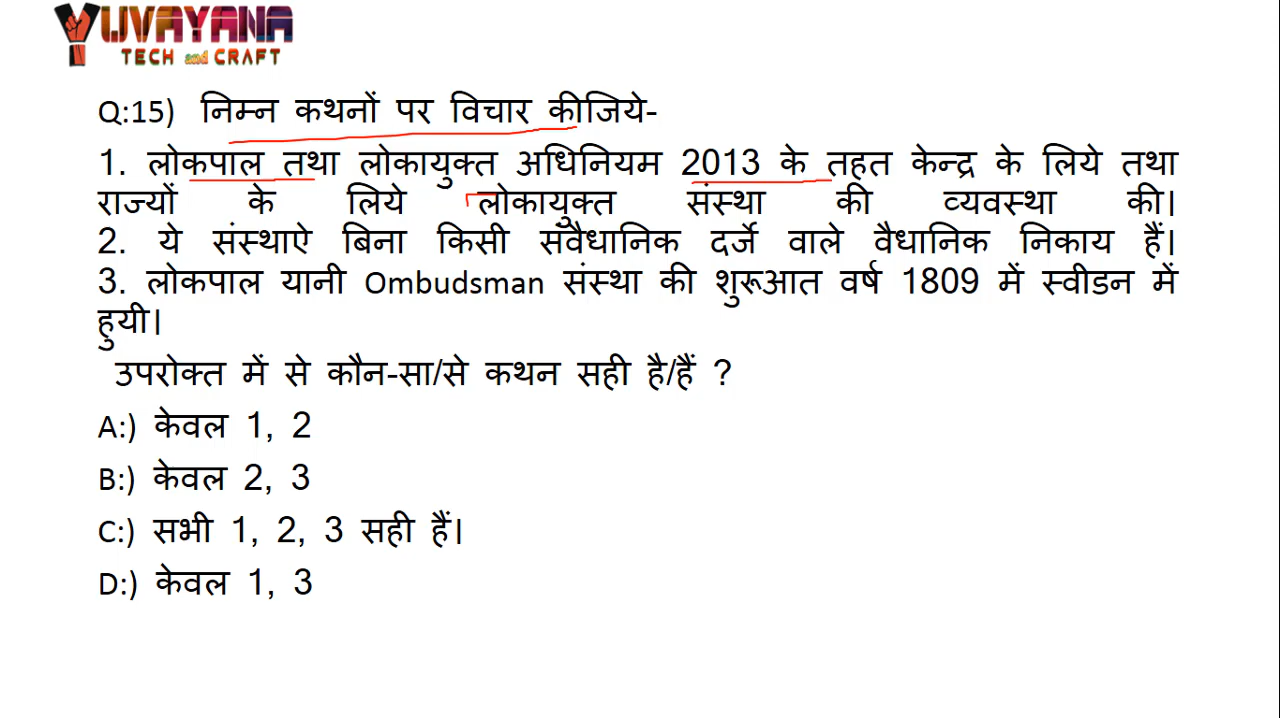 YUVAYANA
TECH and CRAFT
Q:15) निम्न कथनों पर विचार कीजिये-
1. लोकपाल तथा लोकायुक्त अधिनियम 2013 के तहत केन्द्र के लिये तथा
राज्यों के लिये लोकायुक्त संस्था की व्यवस्था की।
2. ये संस्थाऐ बिना किसी संवैधानिक दर्जे वाले वैधानिक निकाय हैं।
3. लोकपाल यानी Ombudsman संस्था की शुरूआत वर्ष 1809 में स्वीडन में
हुयी।
उपरोक्त में से कौन-सा/से कथन सही है/हैं ?
A:) केवल 1, 2
B:) केवल 2, 3
C:) सभी 1, 2, 3 सही हैं।
D:) केवल 1, 3